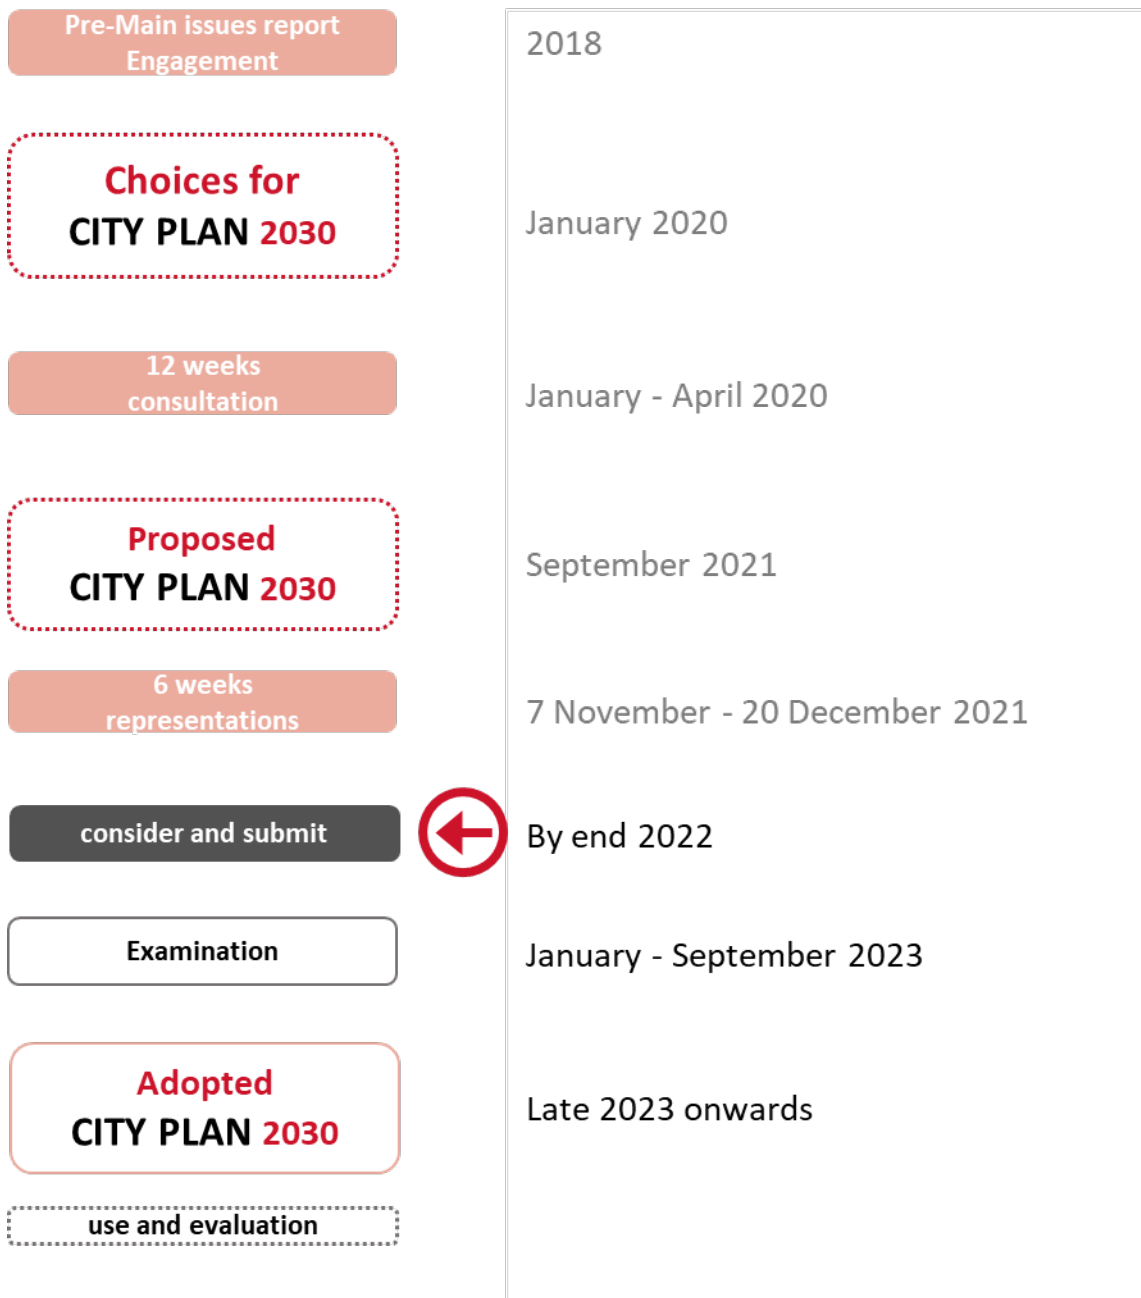 Pre-Main issues report
Engagement
2018
Choices for
CITY PLAN 2030
January 2020
12 weeks
consultation
January - April 2020
Proposed
CITY PLAN 2030
September 2021
6 weeks
representations
7 November - 20 December 2021
consider and submit
By end 2022
Examination
January - September 2023
Adopted
CITY PLAN 2030
Late 2023 onwards
use and evaluation